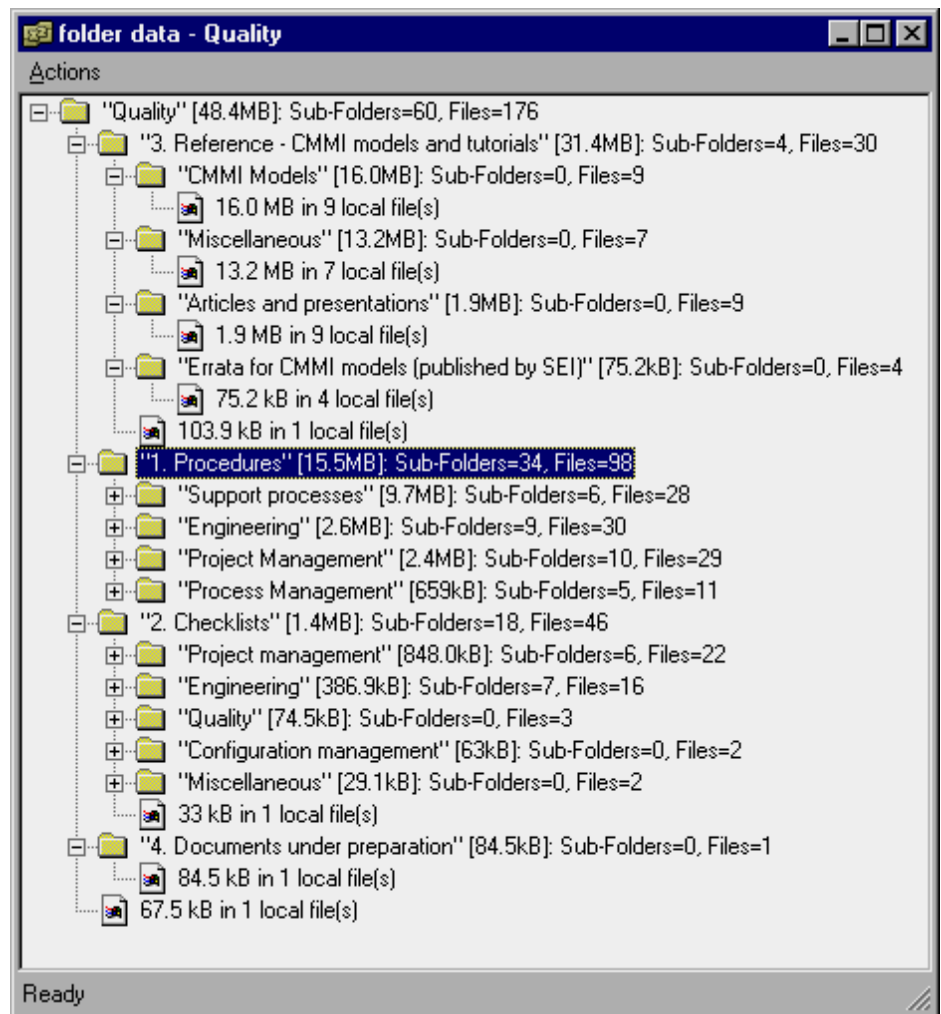 folder data - Quality
Actions
"Quality" [48.4MB]: Sub-Folders=60, Files=176
"3. Reference - CMMI models and tutorials" [31.4MB]: Sub-Folders=4, Files=30
"CMMI Models" [16.0MB]: Sub-Folders=0, Files=9
16.0 MB in 9 local file(s)
"Miscellaneous" [13.2MB]: Sub-Folders=0, Files=7
13.2 MB in 7 local file(s)
"Articles and presentations" [1.9MB]: Sub-Folders=0, Files=9
1.9 MB in 9 local file(s)
"Errata for CMMI models (published by SEI)" [75.2kB]: Sub-Folders=0, Files=4
75.2 kB in 4 local file(s)
103.9 kB in 1 local file(s)
"1. Procedures" [15.5MB]: Sub-Folders=34, Files=98
"Support processes" [9.7MB]: Sub-Folders=6, Files=28
"Engineering" [2.6MB]: Sub-Folders=9, Files=30
"Project Management" [2.4MB]: Sub-Folders=10, Files=29
"Process Management" [659kB]: Sub-Folders=5, Files=11
"2. Checklists" [1.4MB]: Sub-Folders=18, Files=46
"Project management" [848.0kB]: Sub-Folders=6, Files=22
"Engineering" [386.9kB]: Sub-Folders=7, Files=16
"Quality" [74.5kB]: Sub-Folders=0, Files=3
"Configuration management" [63kB]: Sub-Folders=0, Files=2
"Miscellaneous" [29.1kB]: Sub-Folders=0, Files=2
33 kB in 1 local file(s)
"4. Documents under preparation" [84.5kB]: Sub-Folders=0, Files=1
84.5 kB in 1 local file(s)
67.5 kB in 1 local file(s)
Ready